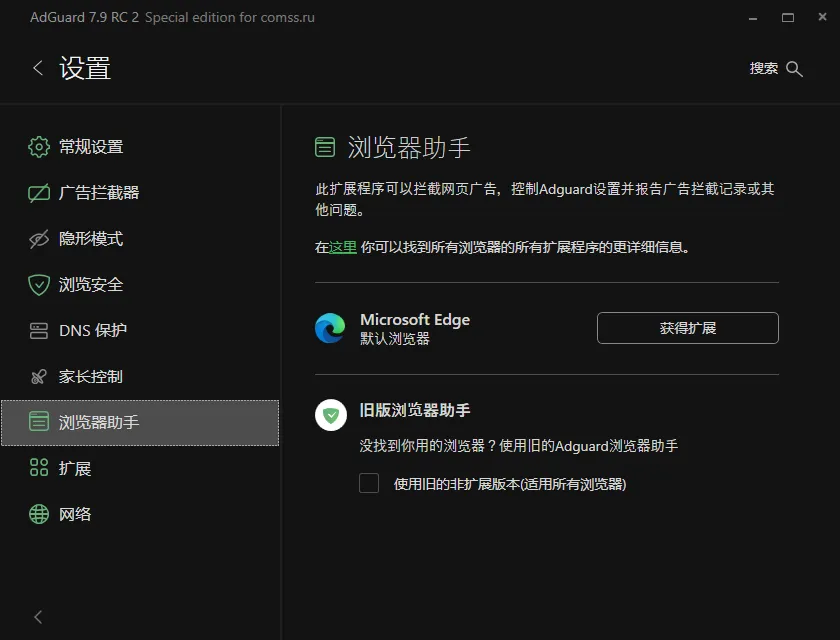 AdGuard 7.9 RC 2 Special edition for comss.ru
设置
搜索
常规设置
广告拦截器
隐形模式
浏览安全
DNS 保护
家长控制
浏览器助手
扩展
网络
浏览器助手
此扩展程序可以拦截网页广告，控制Adguard设置并报告广告拦截记录或其
他问题。
在这里 你可以找到所有浏览器的所有扩展程序的更详细信息。
Microsoft Edge
默认浏览器
获得扩展
旧版浏览器助手
没找到你用的浏览器？使用旧的Adguard浏览器助手
使用旧的非扩展版本(适用所有浏览器)